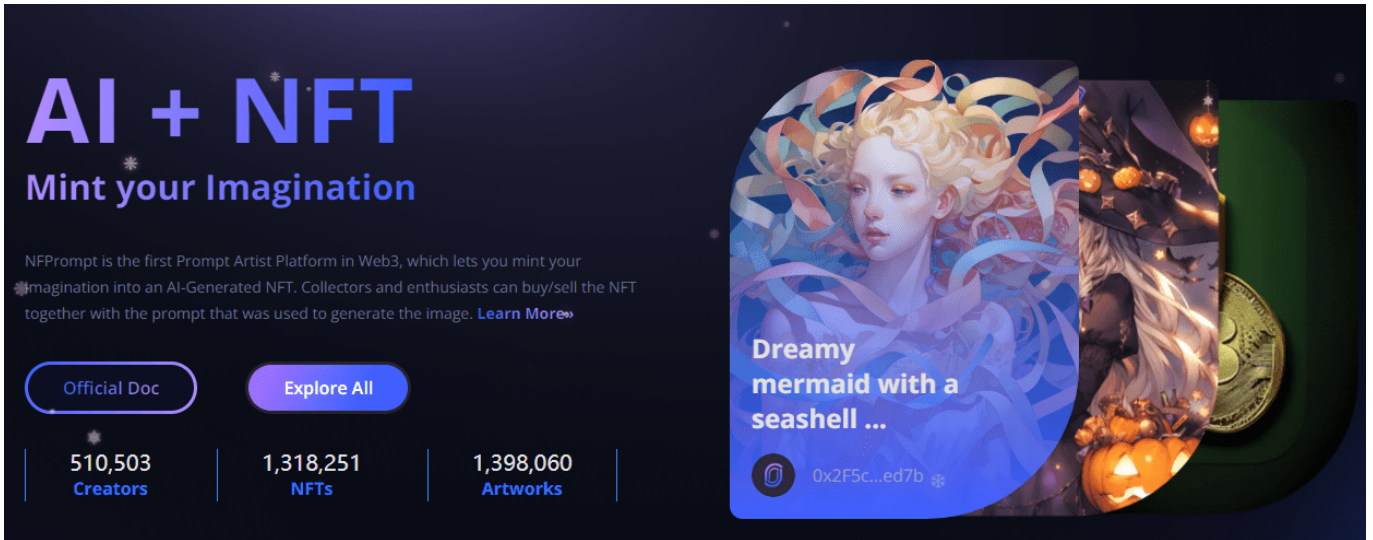 AI + NFT
Mint your Imagination
NFPrompt is the first Prompt Artist Platform in Web3, which lets you mint your
imagination into an AI-Generated NFT. Collectors and enthusiasts can buy/sell the NFT
together with the prompt that was used to generate the image. Learn More»
Official Doc
Explore All
510,503
Creators
1,318,251
NFTs
1,398,060
Artworks
Dreamy
mermaid with a
seashell ...
0x2F5c...ed7b